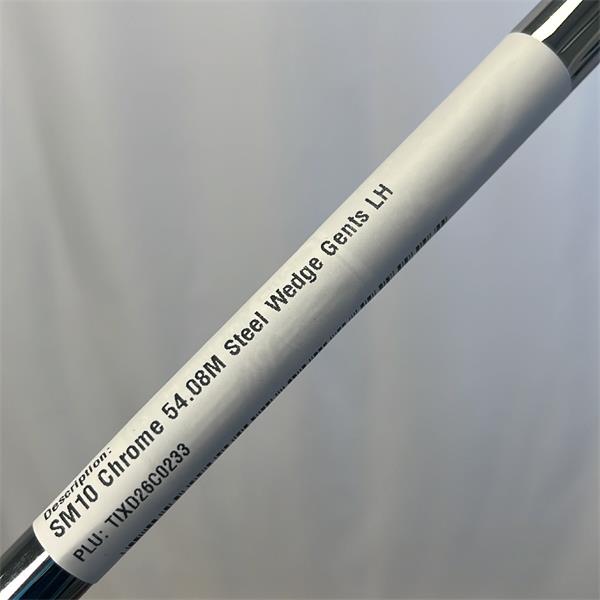 Description:
SM10 Chrome 54.08M Steel Wedge Gents LH
PLU: TIXD26C0233